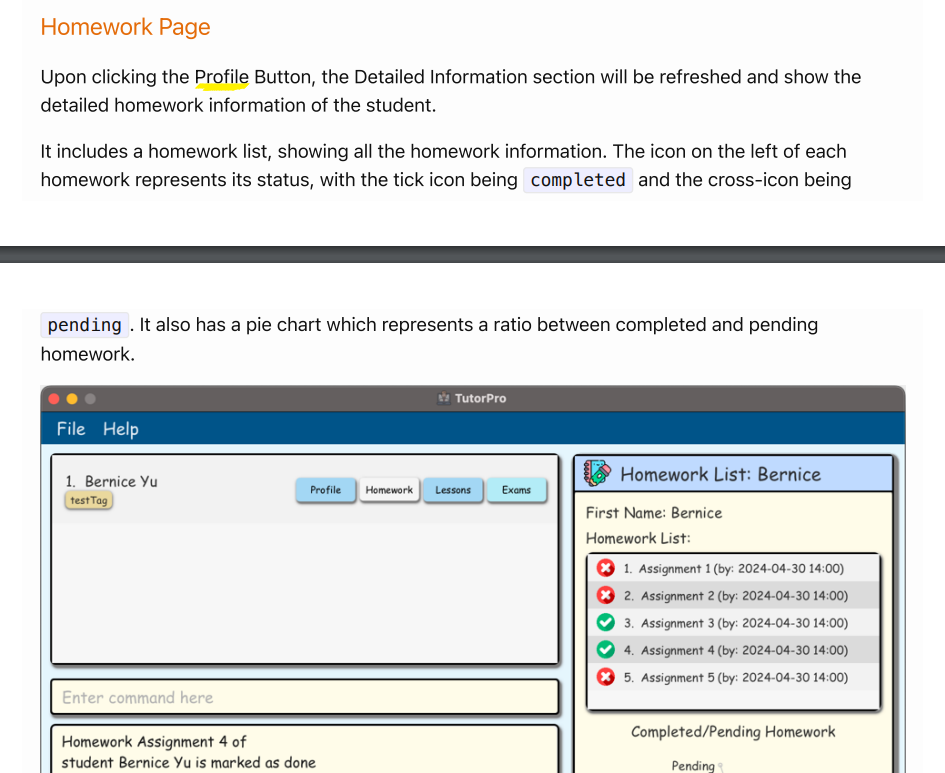 Homework Page
Upon clicking the Profile Button, the Detailed Information section will be refreshed and show the
detailed homework information of the student.
It includes a homework list, showing all the homework information. The icon on the left of each
homework represents its status, with the tick icon being completed and the cross-icon being
pending . It also has a pie chart which represents a ratio between completed and pending
homework.
TutorPro
File Help
1. Bernice Yu
testTag
Profile Homework Lessons Exams
Enter command here
Homework Assignment 4 of
student Bernice Yu is marked as done
Homework List: Bernice
First Name: Bernice
Homework List:
1. Assignment 1 (by: 2024-04-30 14:00)
2. Assignment 2 (by: 2024-04-30 14:00)
3. Assignment 3 (by: 2024-04-30 14:00)
4. Assignment 4 (by: 2024-04-30 14:00)
5. Assignment 5 (by: 2024-04-30 14:00)
Completed/Pending Homework
Pending